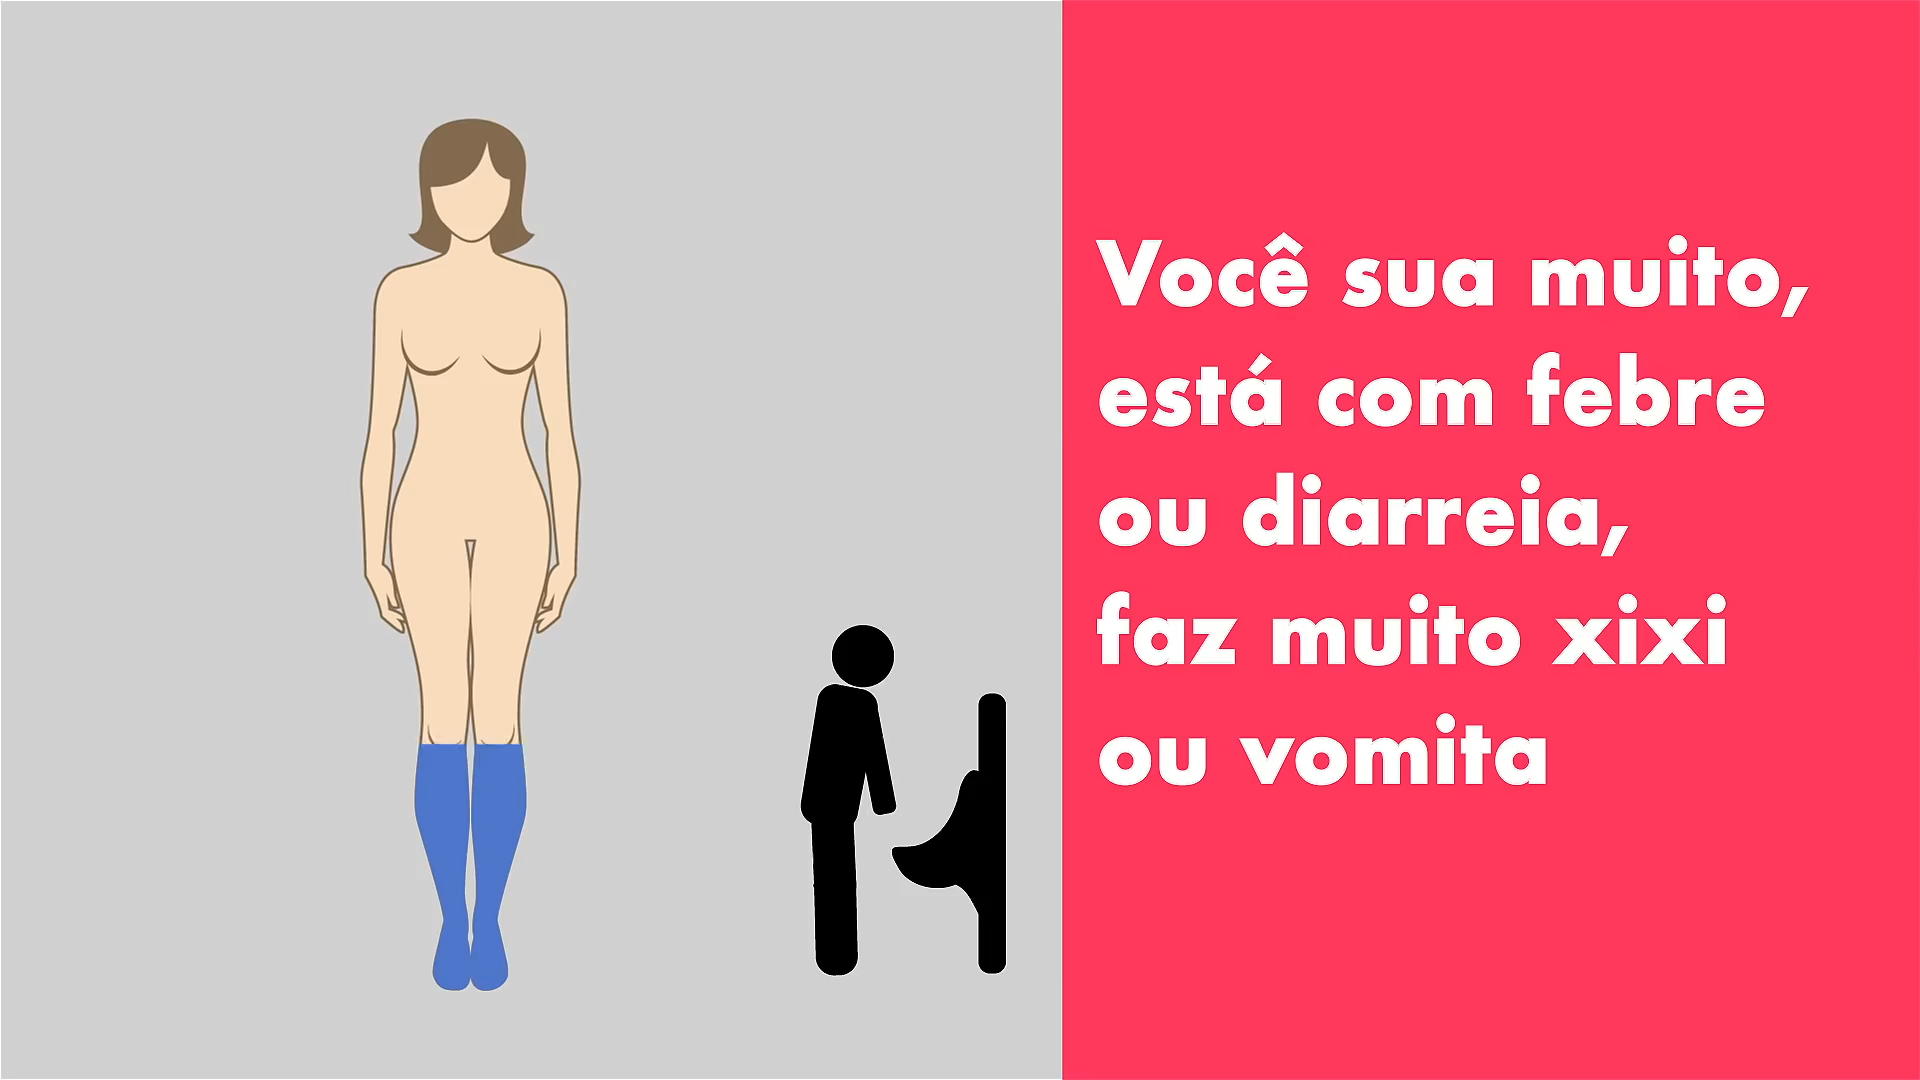 Você sua muito,
está com febre
ou diarreia,
faz muito xixi
ou vomita